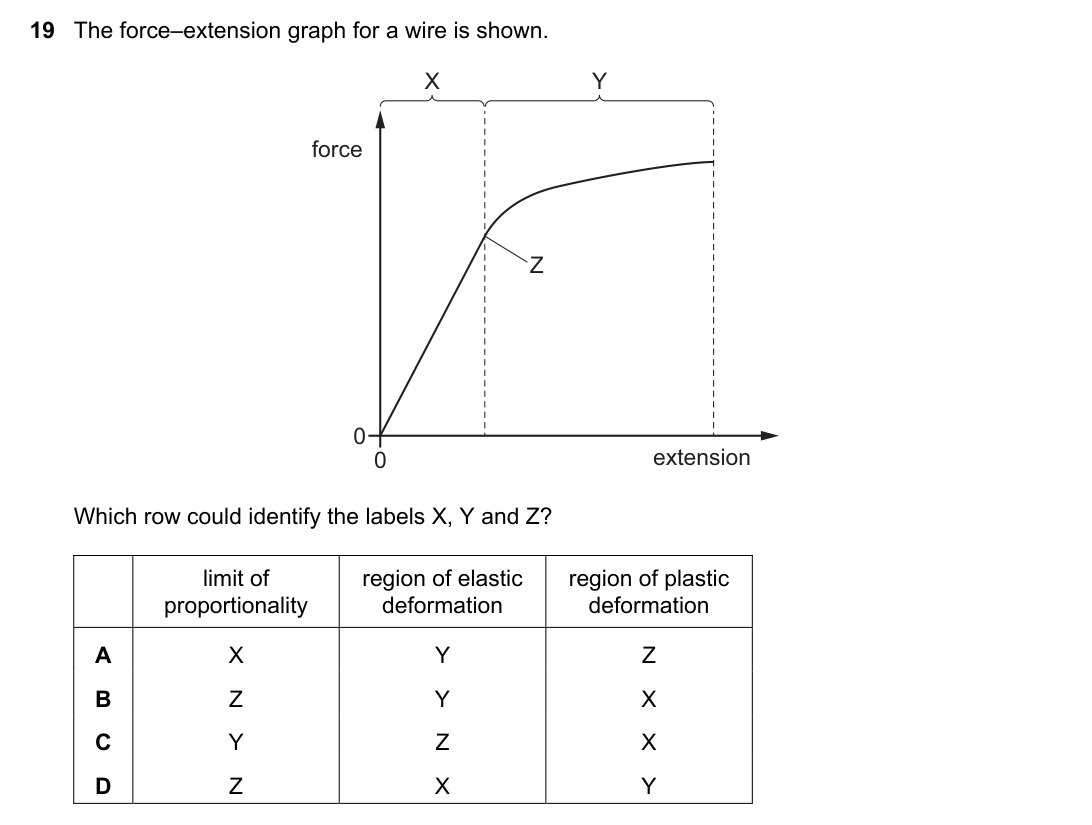 19 The force–extension graph for a wire is shown.
X Y
force
Z
0
0 extension
Which row could identify the labels X, Y and Z?
limit of proportionality region of elastic deformation region of plastic deformation
A X Y Z
B Z Y X
C Y Z X
D Z X Y